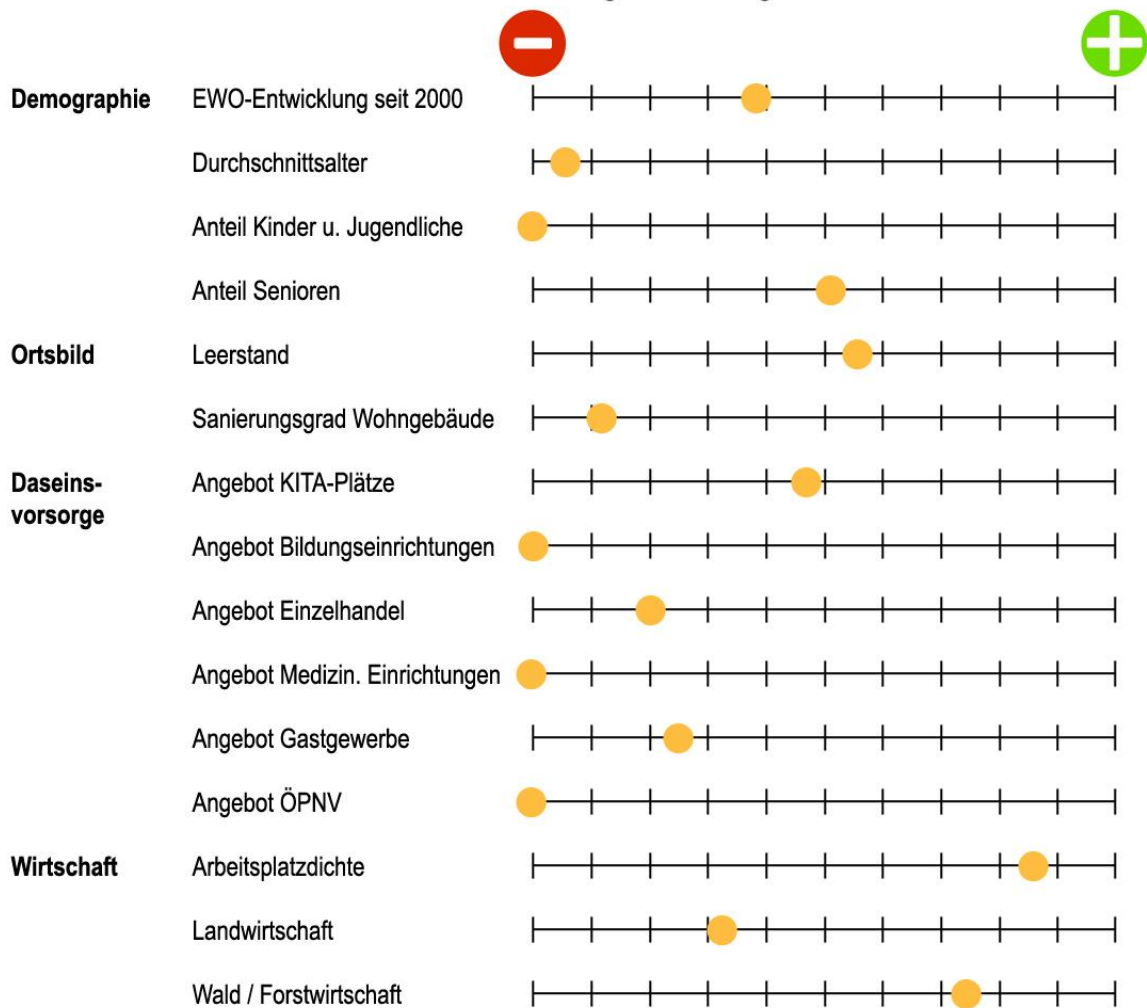 Demographie EWO-Entwicklung seit 2000
Durchschnittsalter
Anteil Kinder u. Jugendliche
Anteil Senioren
Ortsbild Leerstand
Sanierungsgrad Wohngebäude
Daseins-
vorsorge
Angebot KITA-Plätze
Angebot Bildungseinrichtungen
Angebot Einzelhandel
Angebot Medizin. Einrichtungen
Angebot Gastgewerbe
Angebot ÖPNV
Wirtschaft Arbeitsplatzdichte
Landwirtschaft
Wald / Forstwirtschaft